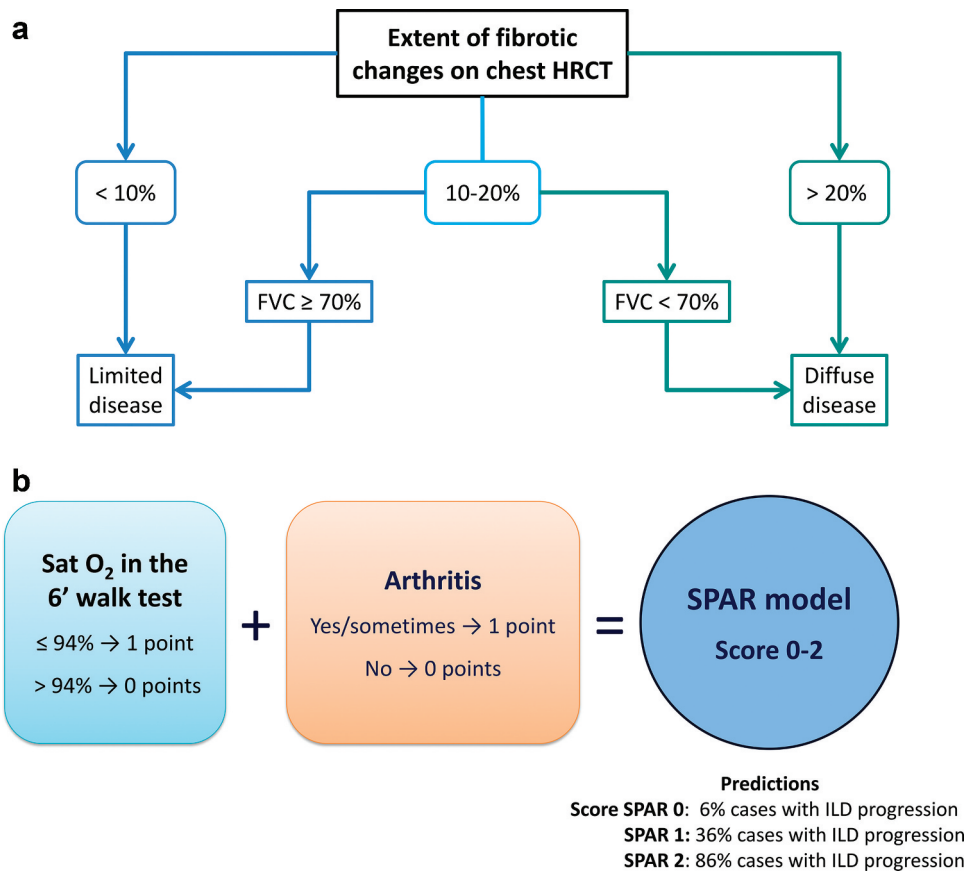 a
Extent of fibrotic
changes on chest HRCT
< 10%
10-20%
> 20%
FVC ≥ 70%
FVC < 70%
Limited
disease
Diffuse
disease
b
Sat O₂ in the
6’ walk test
≤ 94% → 1 point
> 94% → 0 points
+
Arthritis
Yes/sometimes → 1 point
No → 0 points
=
SPAR model
Score 0-2
Predictions
Score SPAR 0: 6% cases with ILD progression
SPAR 1: 36% cases with ILD progression
SPAR 2: 86% cases with ILD progression